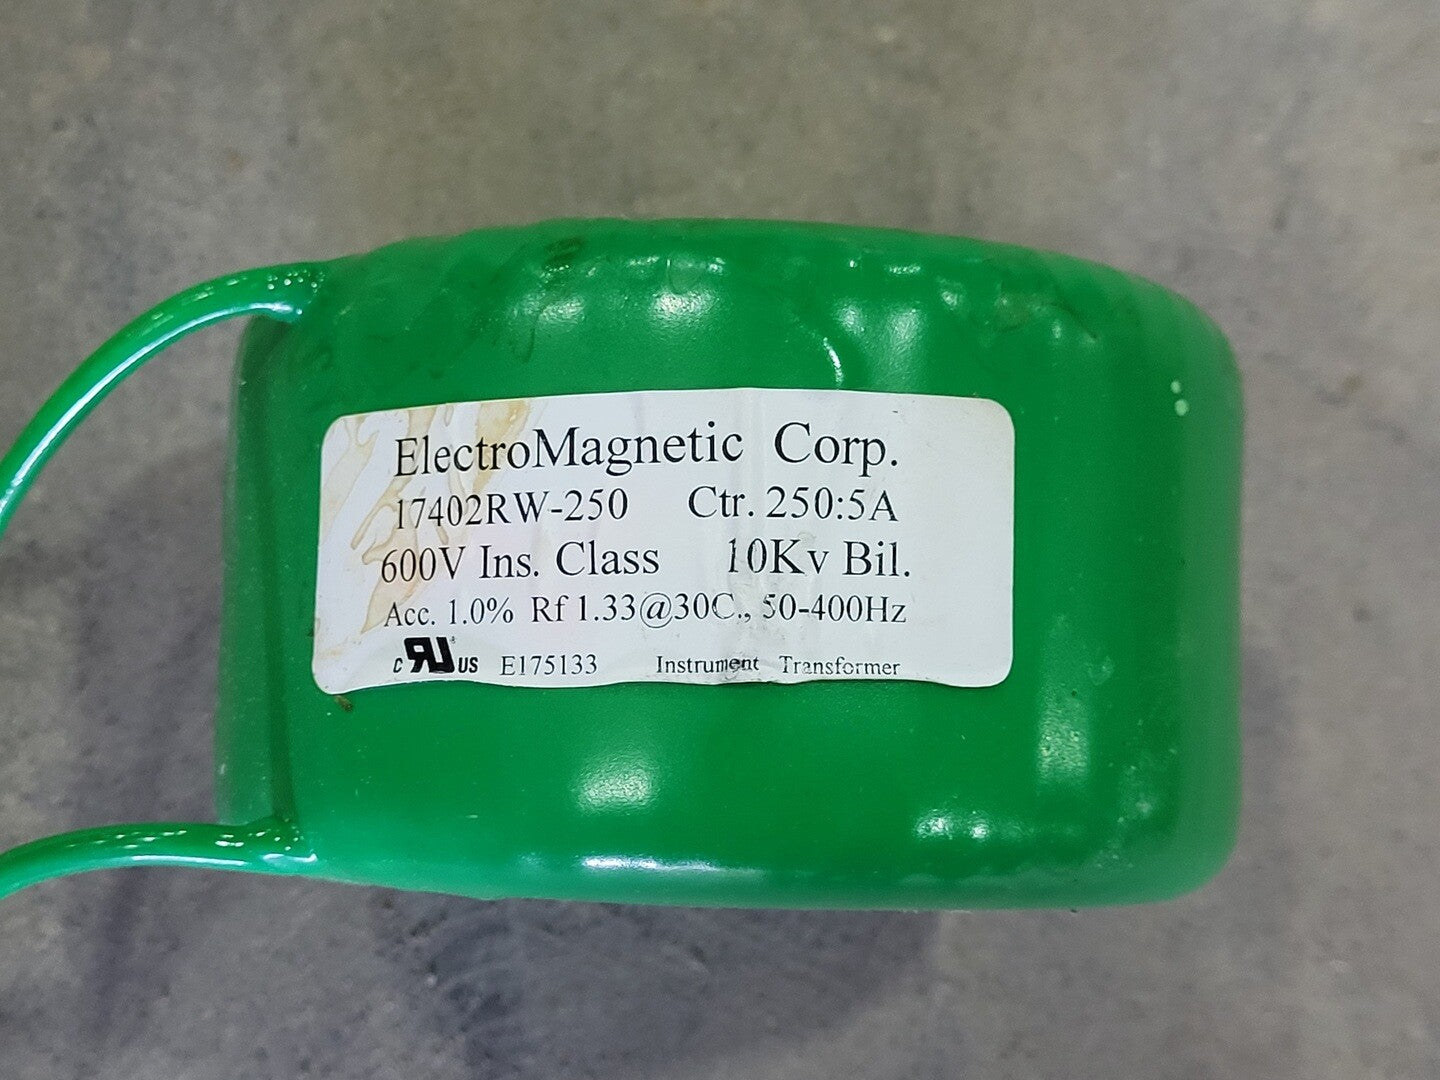 ElectroMagnetic Corp.
17402RW-250 Ctr. 250:5A
600V Ins. Class 10Kv Bil.
Acc. 1.0% Rf 1.33@30C., 50-400Hz
c RU® US E175133 Instrument Transformer